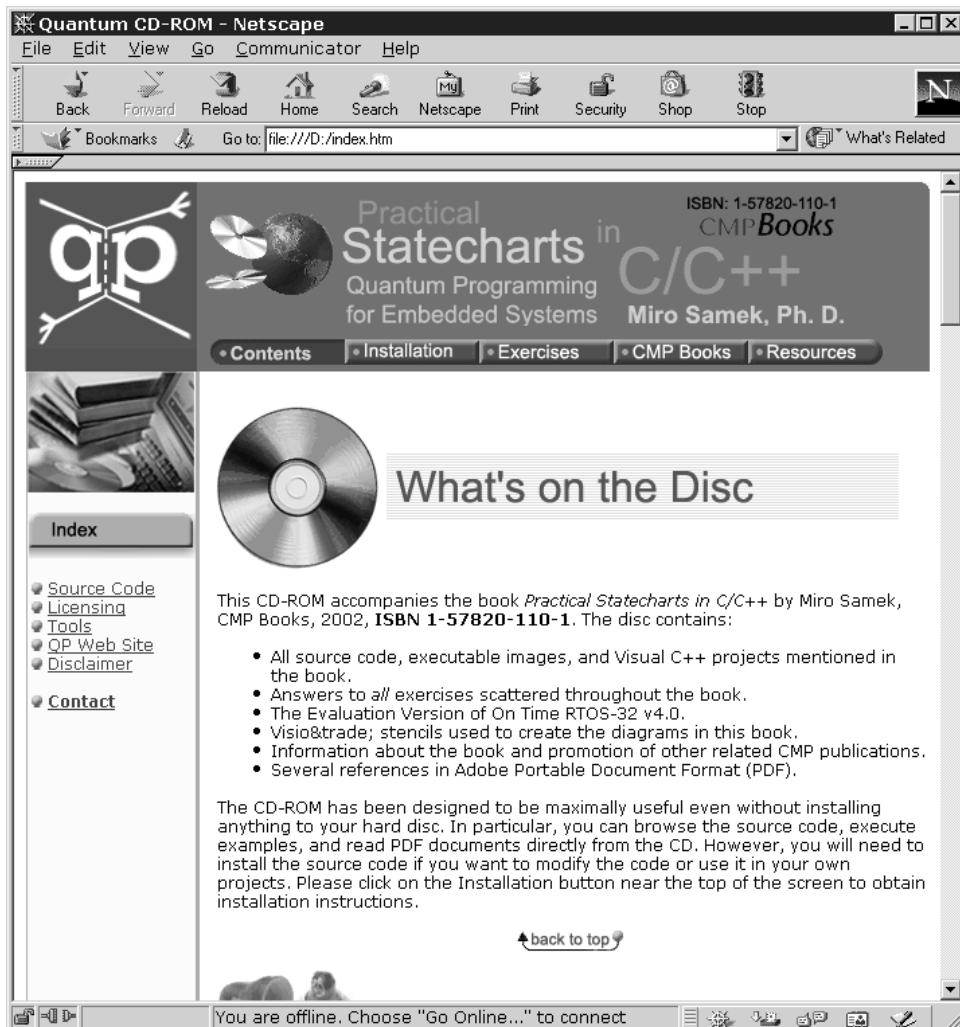 Quantum CD-ROM - Netscape
File Edit View Go Communicator Help
Back Forward Reload Home Search My Netscape Print Security Shop Stop
N
Bookmarks Go to: file:///D:/index.htm What's Related
qp
ISBN: 1-57820-110-1
CMPBooks
Practical
Statecharts in C/C++
Quantum Programming
for Embedded Systems
Miro Samek, Ph. D.
Contents Installation Exercises CMP Books Resources
What's on the Disc
Index
Source Code
Licensing
Tools
QP Web Site
Disclaimer
Contact
This CD-ROM accompanies the book Practical Statecharts in C/C++ by Miro Samek,
CMP Books, 2002, ISBN 1-57820-110-1. The disc contains:
• All source code, executable images, and Visual C++ projects mentioned in
the book.
• Answers to all exercises scattered throughout the book.
• The Evaluation Version of On Time RTOS-32 v4.0.
• Visio&trade; stencils used to create the diagrams in this book.
• Information about the book and promotion of other related CMP publications.
• Several references in Adobe Portable Document Format (PDF).
The CD-ROM has been designed to be maximally useful even without installing
anything to your hard disc. In particular, you can browse the source code, execute
examples, and read PDF documents directly from the CD. However, you will need to
install the source code if you want to modify the code or use it in your own
projects. Please click on the Installation button near the top of the screen to obtain
installation instructions.
back to top
You are offline. Choose "Go Online..." to connect